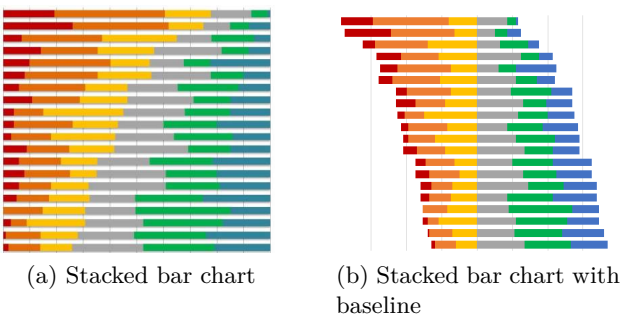 (a) Stacked bar chart
(b) Stacked bar chart with
baseline